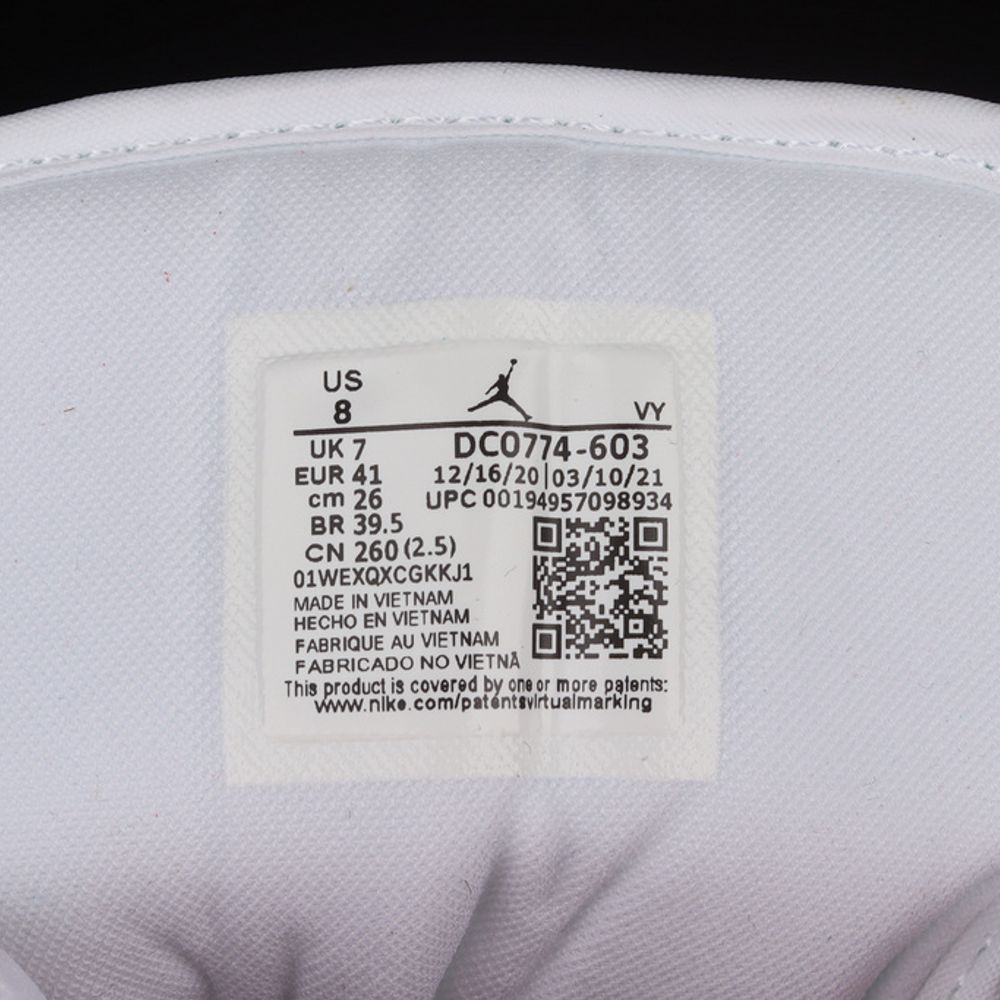 US
8
VY
UK 7
DC0774-603
EUR 41
12/16/20|03/10/21
cm 26
UPC 00194957098934
BR 39.5
CN 260 (2.5)
01WEXQXCGKKJ1
MADE IN VIETNAM
HECHO EN VIETNAM
FABRIQUE AU VIETNAM
FABRICADO NO VIETNÃ
This product is covered by one or more patents:
www.nike.com/patentsvirtualmarking